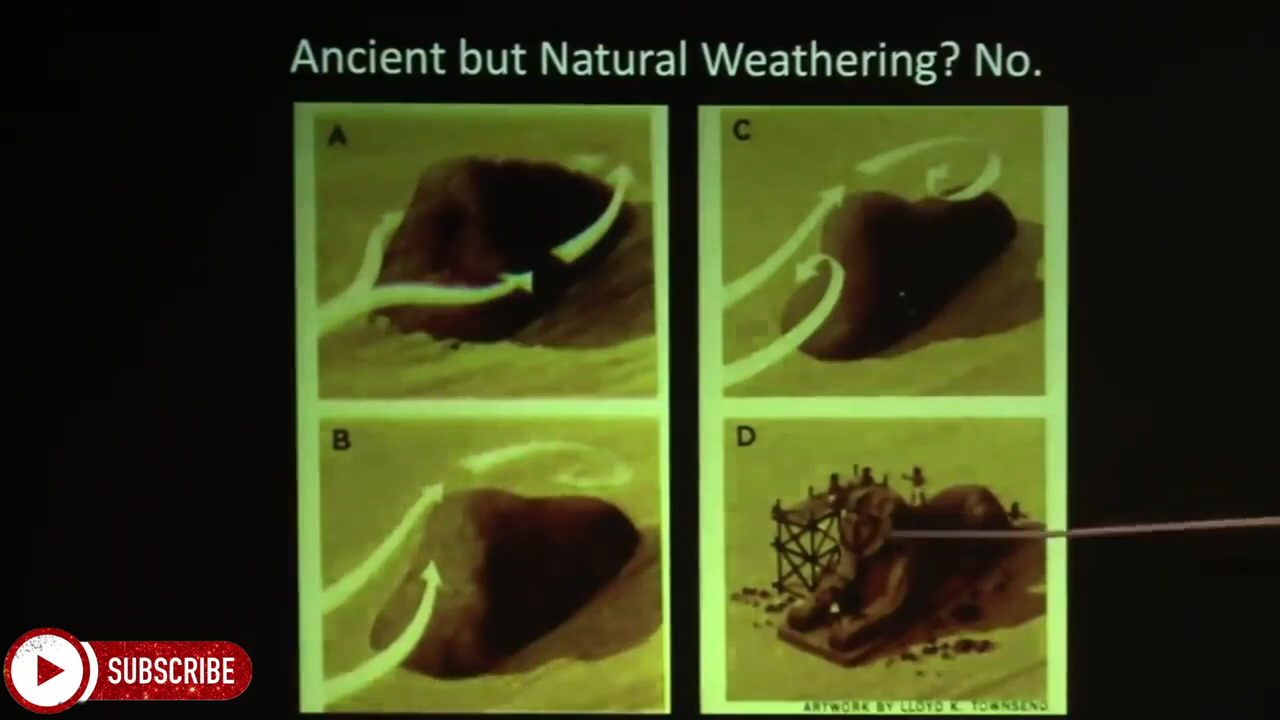 Ancient but Natural Weathering? No.
A
C
B
D
ARTWORK BY LLOYD K. TOWNSEND
SUBSCRIBE